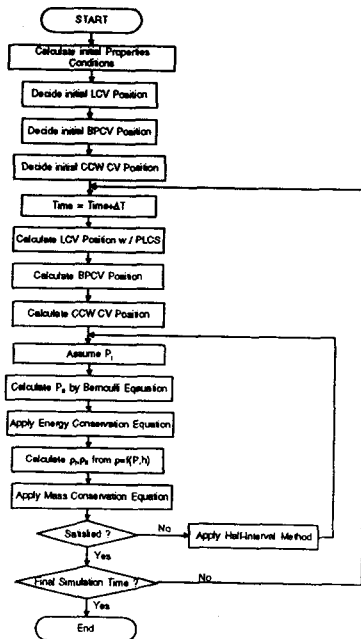 START
Calculate initial Properties
Conditions
Decide initial LCV Position
Decide initial BPCV Position
Decide initial CCW CV Position
Time = Time+ΔT
Calculate LCV Position w / PLCS
Calculate BPCV Position
Calculate CCW CV Position
Assume P₁
Calculate P₂ by Bernoulli Equation
Apply Energy Conservation Equation
Calculate from ρ=f(P,h)
Apply Mass Conservation Equation
Satisfied ?
No
Apply Half-Interval Method
Yes
Final Simulation Time ?
No
Yes
End